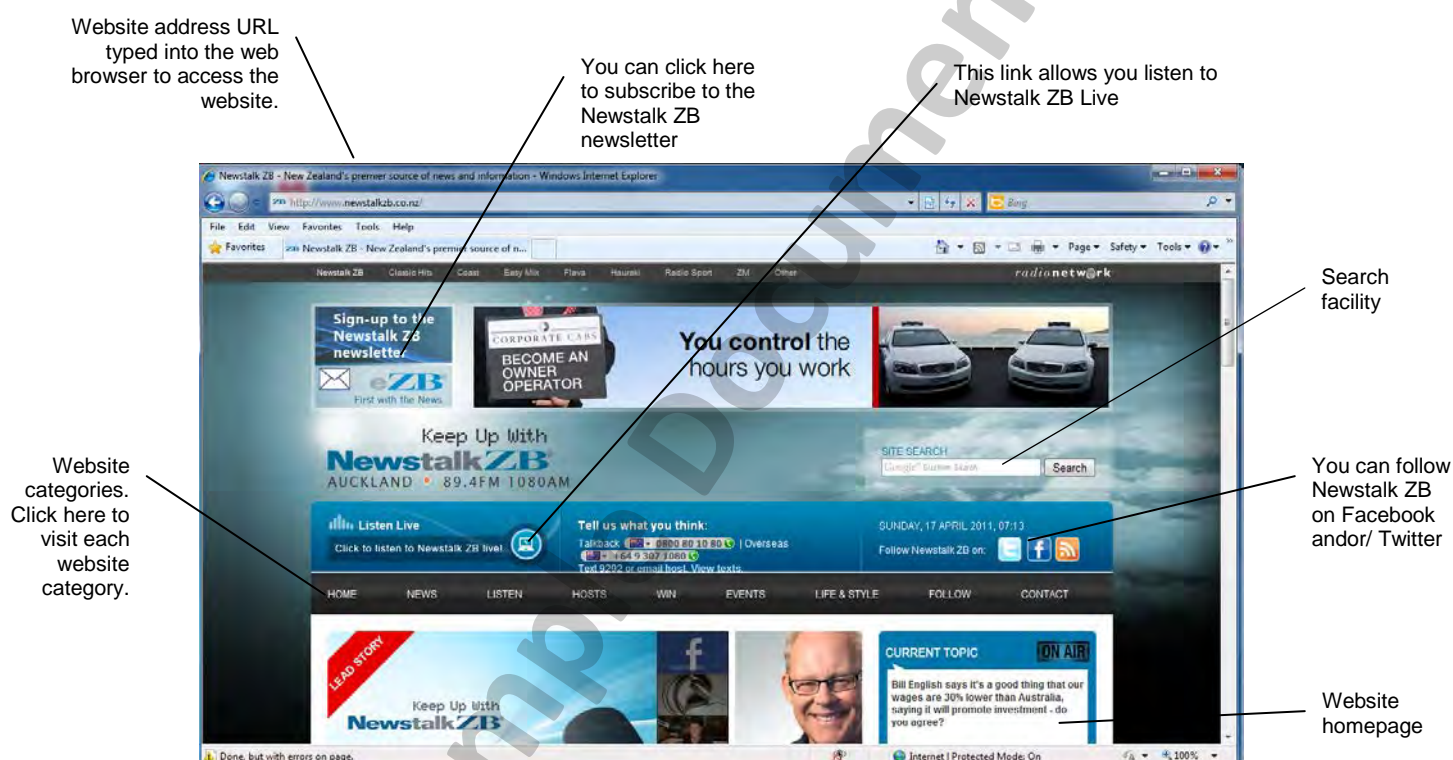 Website address URL
typed into the web
browser to access the
website.
You can click here
to subscribe to the
Newstalk ZB
newsletter
This link allows you listen to
Newstalk ZB Live
Newstalk ZB - New Zealand's premier source of news and information - Windows Internet Explorer
http://www.newstalkzb.co.nz/
Bing
File Edit View Favorites Tools Help
Favorites
Newstalk ZB - New Zealand's premier source of n...
Page Safety Tools
Newstalk ZB Classic Hits Coast Easy Mix Flava Hauraki Radio Sport ZM Other
radionetw@rk
Sign-up to the
Newstalk ZB
newsletter
eZB
First with the News
CORPORATE CABS
BECOME AN
OWNER
OPERATOR
You control the
hours you work
Search
facility
Keep Up With
Newstalk ZB
AUCKLAND • 89.4FM 1080AM
SITE SEARCH
Google Custom Search
Search
Website
categories.
Click here to
visit each
website
category.
You can follow
Newstalk ZB
on Facebook
andor/ Twitter
Listen Live
Click to listen to Newstalk ZB live!
Tell us what you think:
Talkback 0800 80 10 80 | Overseas
+64 9 307 1080
Text 9292 or email host. View texts.
SUNDAY, 17 APRIL 2011, 07:13
Follow Newstalk ZB on:
HOME NEWS LISTEN HOSTS WIN EVENTS LIFE & STYLE FOLLOW CONTACT
LEAD STORY
Keep Up With
Newstalk ZB
CURRENT TOPIC
ON AIR
Bill English says it's a good thing that our
wages are 30% lower than Australia,
saying it will promote investment - do
you agree?
Website
homepage
Done, but with errors on page.
Internet | Protected Mode: On
100%